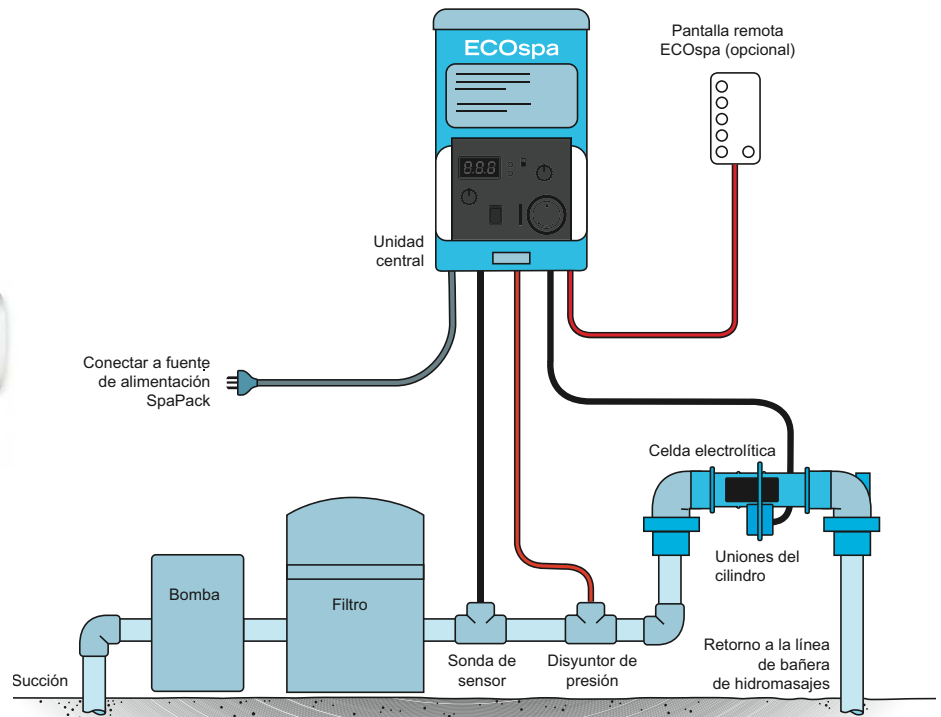 ECOspa
Pantalla remota
ECOspa (opcional)
8.8.8
Unidad
central
Conectar a fuente
de alimentación
SpaPack
Celda electrolítica
Uniones del
cilindro
Bomba
Filtro
Sonda de
sensor
Disyuntor de
presión
Retorno a la línea
de bañera
de hidromasajes
Succión